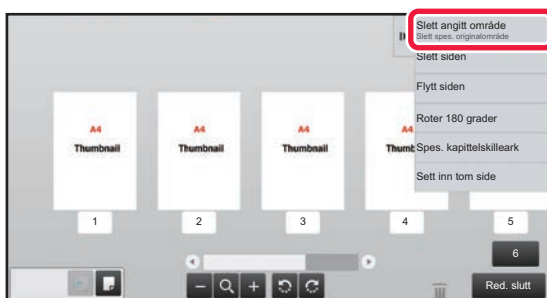 Slett angitt område
Slett spes. originalområde
Slett siden
Flytt siden
Roter 180 grader
Spes. kapittelskilleark
Sett inn tom side
A4
Thumbnail
A4
Thumbnail
A4
Thumbnail
A4
Thumb
1
2
3
4
5
6
Red. slutt